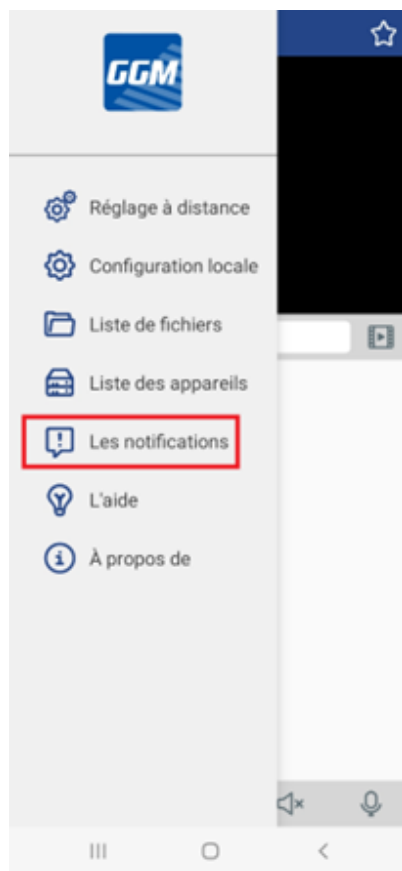 GGM
Réglage à distance
Configuration locale
Liste de fichiers
Liste des appareils
Les notifications
L'aide
À propos de